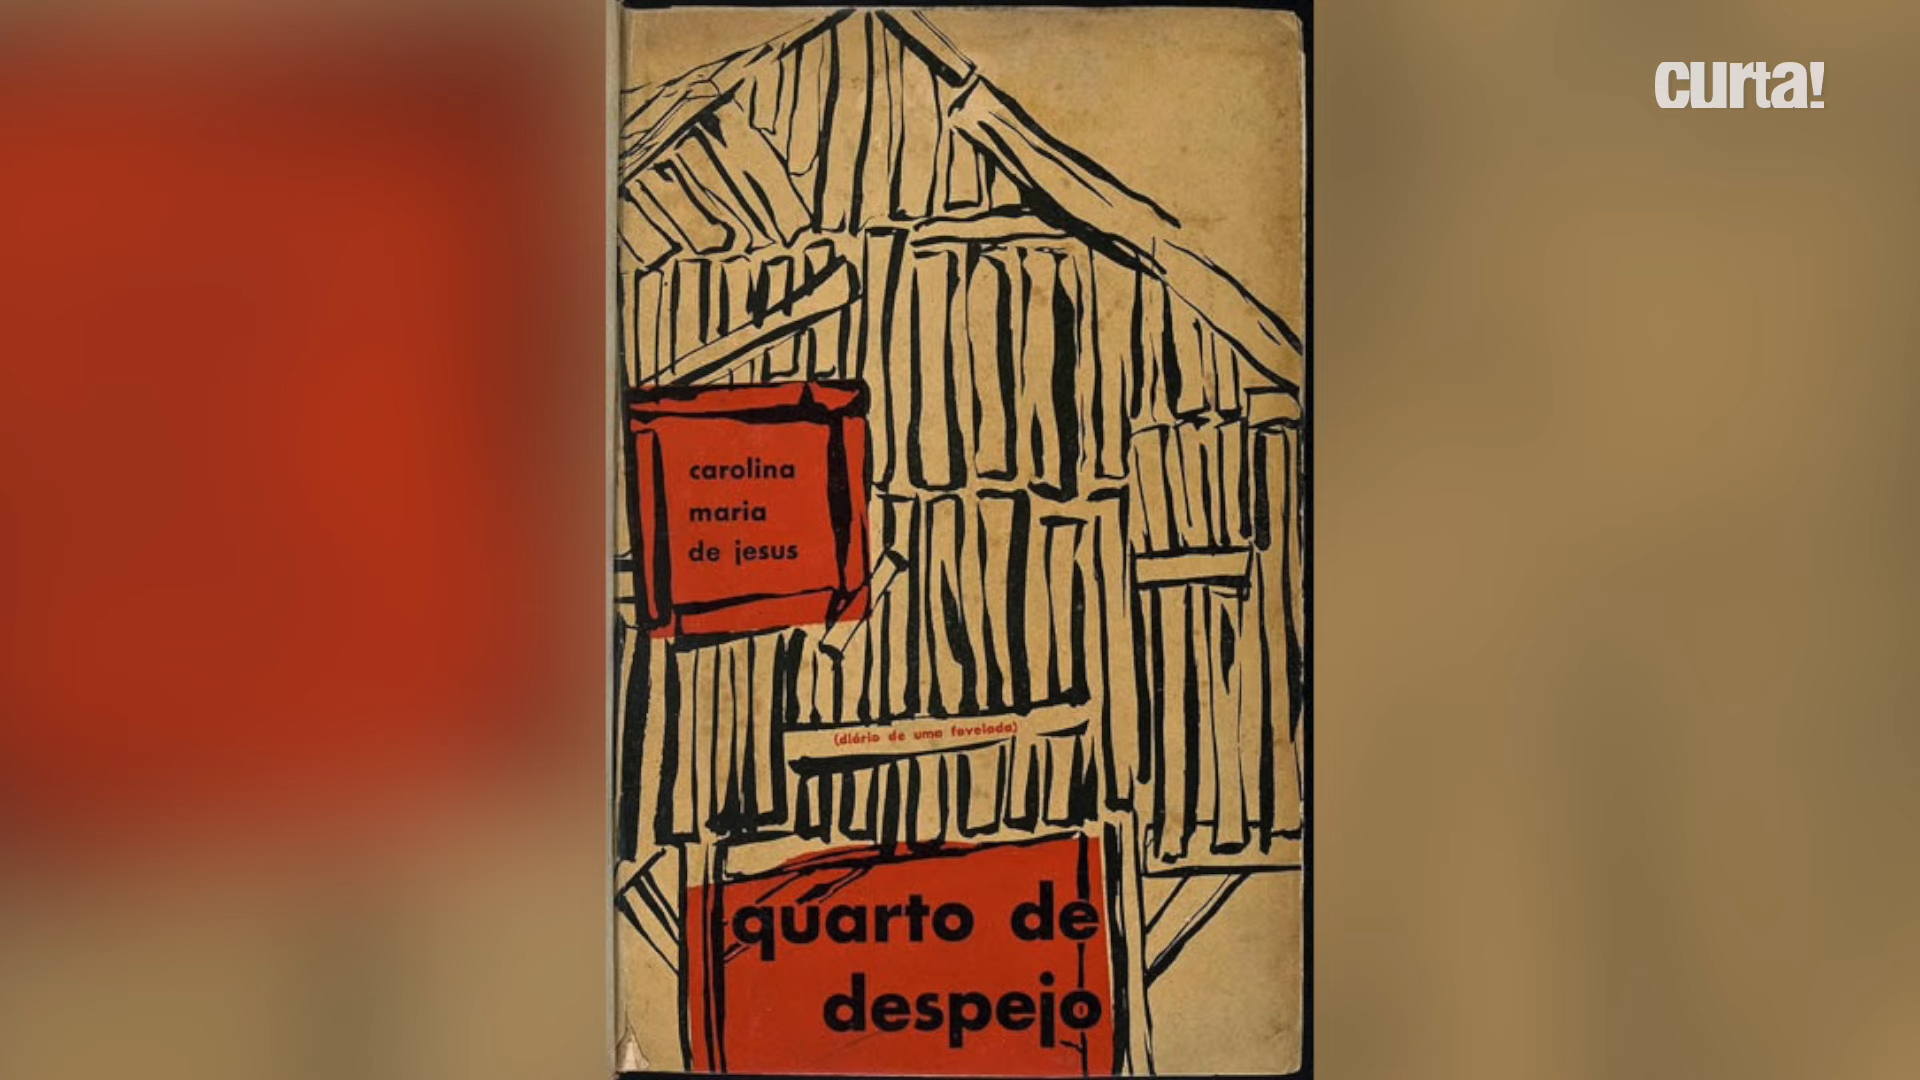 curta!
carolina
maria
de jesus
(diário de uma favelada)
quarto de
despejo